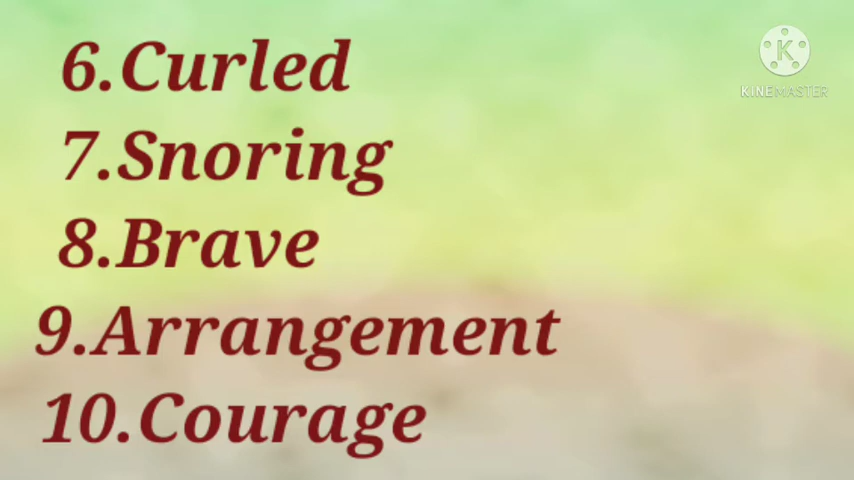 6.Curled
7.Snoring
8.Brave
9.Arrangement
10.Courage
K
KINEMASTER